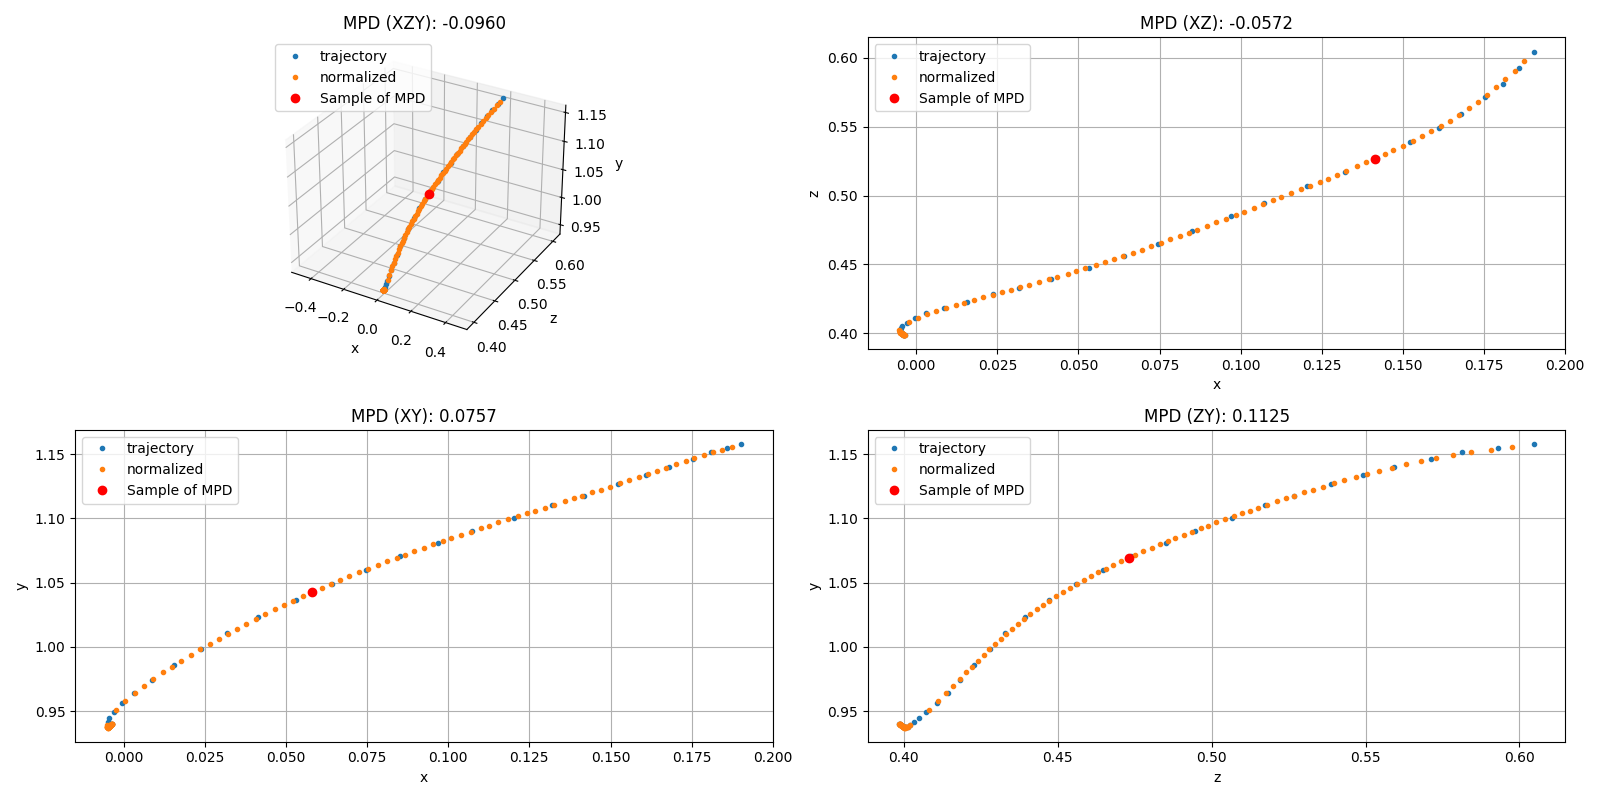 MPD (XZY): -0.0960
trajectory
normalized
Sample of MPD
1.15
1.10
1.05
1.00
0.95
y
0.60
0.55
0.50
0.45
0.40
z
−0.4
−0.2
0.0
0.2
0.4
x
MPD (XZ): -0.0572
trajectory
normalized
Sample of MPD
0.60
0.55
0.50
0.45
0.40
z
0.000 0.025 0.050 0.075 0.100 0.125 0.150 0.175 0.200
x
MPD (XY): 0.0757
trajectory
normalized
Sample of MPD
1.15
1.10
1.05
1.00
0.95
y
0.000 0.025 0.050 0.075 0.100 0.125 0.150 0.175 0.200
x
MPD (ZY): 0.1125
trajectory
normalized
Sample of MPD
1.15
1.10
1.05
1.00
0.95
y
0.40 0.45 0.50 0.55 0.60
z